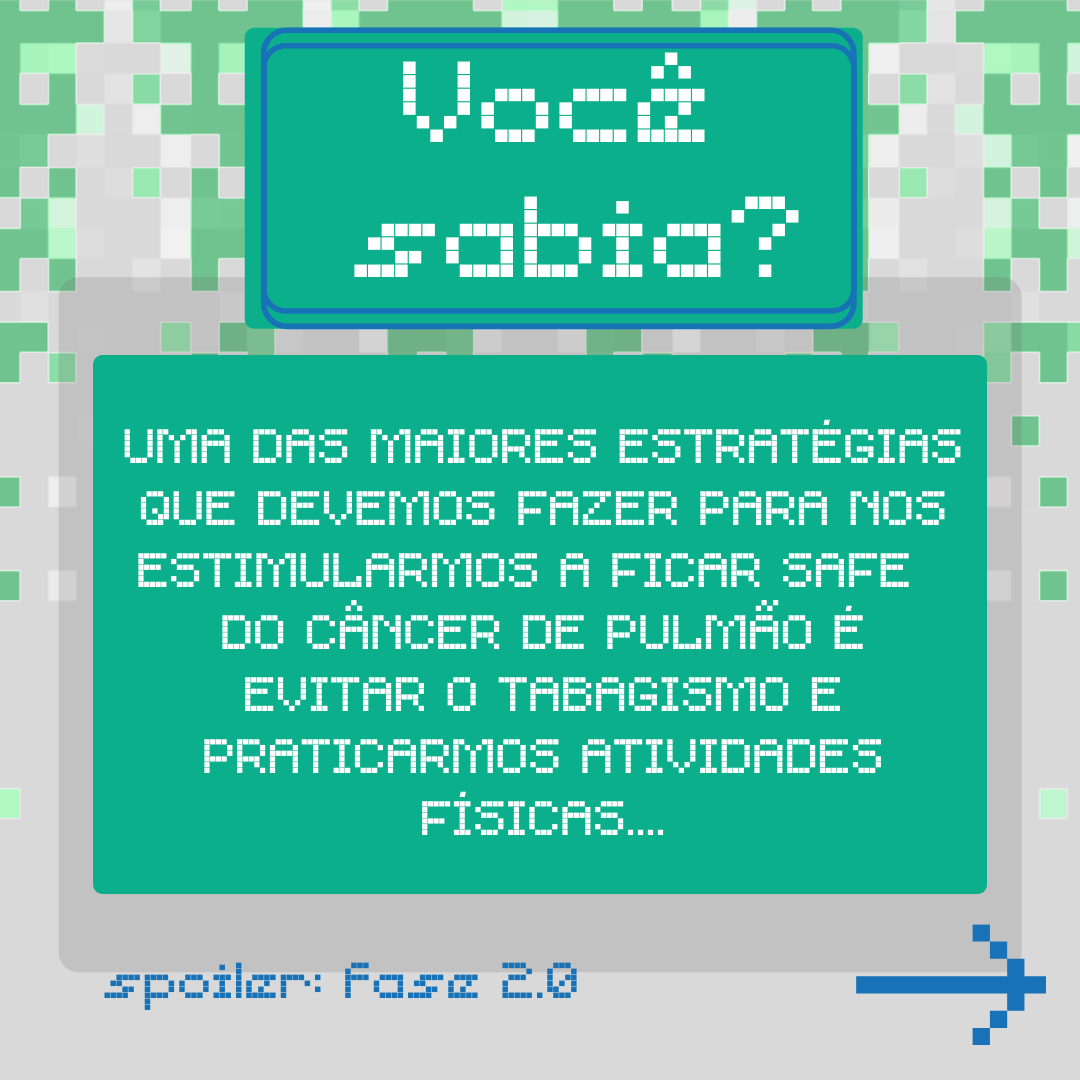 Você
sabia?
UMA DAS MAIORES ESTRATÉGIAS
QUE DEVEMOS FAZER PARA NOS
ESTIMULARMOS A FICAR SAFE
DO CÂNCER DE PULMÃO É
EVITAR O TABAGISMO E
PRATICARMOS ATIVIDADES
FÍSICAS....
spoiler: Fase 2.0